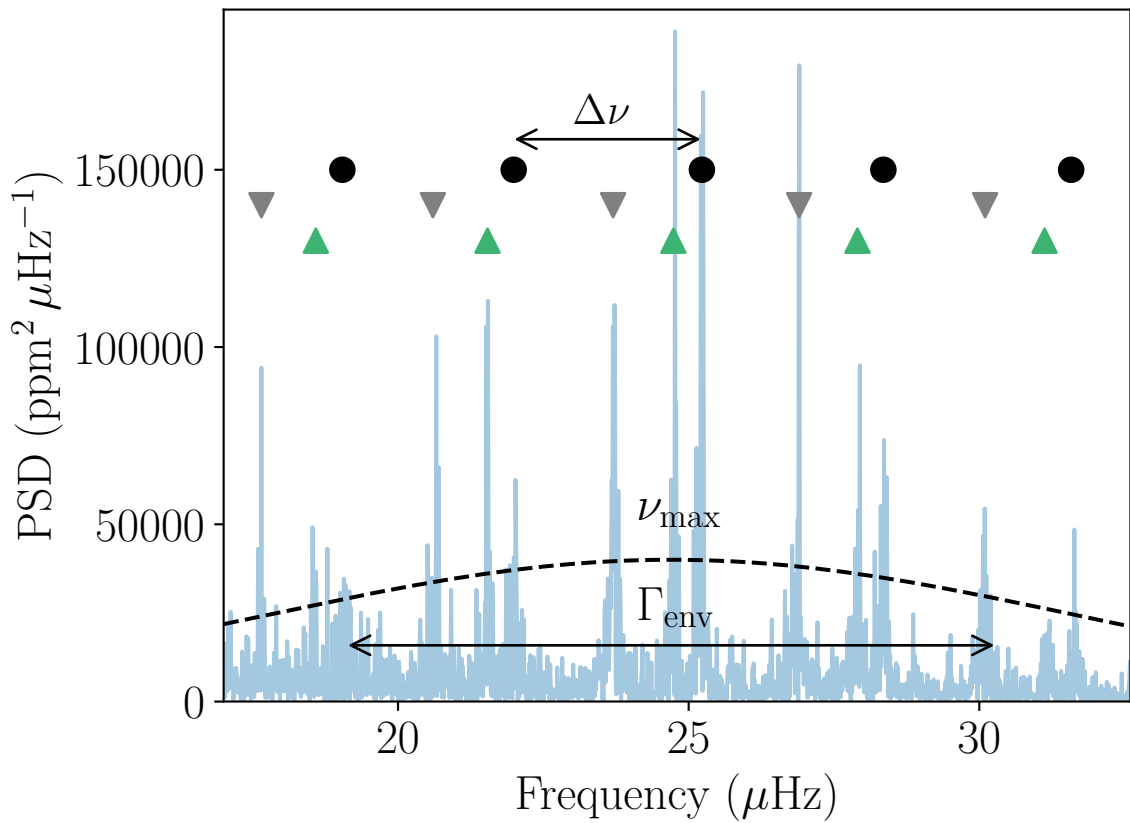 Δν
150000
100000
50000
0
ν_max
Γ_env
20
25
30
Frequency (μHz)
PSD (ppm² μHz⁻¹)